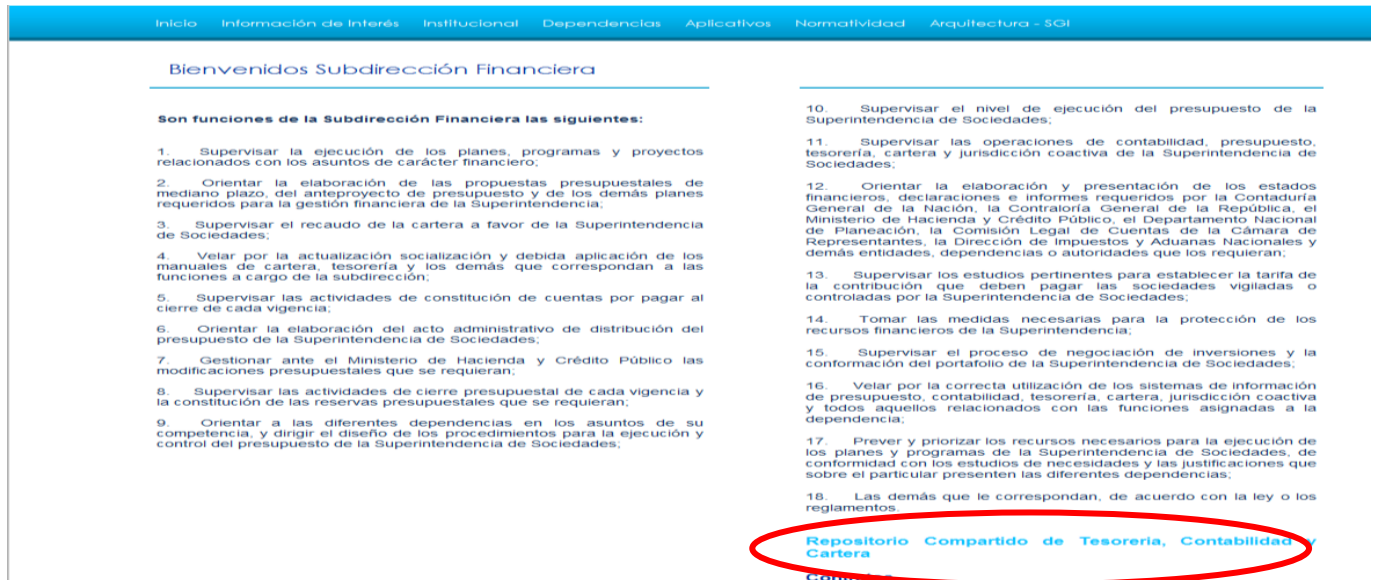 Inicio Información de Interés Institucional Dependencias Aplicativos Normatividad Arquitectura - SGI
Bienvenidos Subdirección Financiera
Son funciones de la Subdirección Financiera las siguientes:
1. Supervisar la ejecución de los planes, programas y proyectos
relacionados con los asuntos de carácter financiero;
2. Orientar la elaboración de las propuestas presupuestales de
mediano plazo, del anteproyecto de presupuesto y de los demás planes
requeridos para la gestión financiera de la Superintendencia;
3. Supervisar el recaudo de la cartera a favor de la Superintendencia
de Sociedades;
4. Velar por la actualización socialización y debida aplicación de los
manuales de cartera, tesorería y los demás que correspondan a las
funciones a cargo de la subdirección;
5. Supervisar las actividades de constitución de cuentas por pagar al
cierre de cada vigencia;
6. Orientar la elaboración del acto administrativo de distribución del
presupuesto de la Superintendencia de Sociedades;
7. Gestionar ante el Ministerio de Hacienda y Crédito Público las
modificaciones presupuestales que se requieran;
8. Supervisar las actividades de cierre presupuestal de cada vigencia y
la constitución de las reservas presupuestales que se requieran;
9. Orientar a las diferentes dependencias en los asuntos de su
competencia, y dirigir el diseño de los procedimientos para la ejecución y
control del presupuesto de la Superintendencia de Sociedades;
10. Supervisar el nivel de ejecución del presupuesto de la
Superintendencia de Sociedades;
11. Supervisar las operaciones de contabilidad, presupuesto,
tesorería, cartera y jurisdicción coactiva de la Superintendencia de
Sociedades;
12. Orientar la elaboración y presentación de los estados
financieros, declaraciones e informes requeridos por la Contaduría
General de la Nación, la Contraloría General de la República, el
Ministerio de Hacienda y Crédito Público, el Departamento Nacional
de Planeación, la Comisión Legal de Cuentas de la Cámara de
Representantes, la Dirección de Impuestos y Aduanas Nacionales y
demás entidades, dependencias o autoridades que los requieran;
13. Supervisar los estudios pertinentes para establecer la tarifa de
la contribución que deben pagar las sociedades vigiladas o
controladas por la Superintendencia de Sociedades;
14. Tomar las medidas necesarias para la protección de los
recursos financieros de la Superintendencia;
15. Supervisar el proceso de negociación de inversiones y la
conformación del portafolio de la Superintendencia de Sociedades;
16. Velar por la correcta utilización de los sistemas de información
de presupuesto, contabilidad, tesorería, cartera, jurisdicción coactiva
y todos aquellos relacionados con las funciones asignadas a la
dependencia;
17. Prever y priorizar los recursos necesarios para la ejecución de
los planes y programas de la Superintendencia de Sociedades, de
conformidad con los estudios de necesidades y las justificaciones que
sobre el particular presenten las diferentes dependencias;
18. Las demás que le correspondan, de acuerdo con la ley o los
reglamentos.
Repositorio Compartido de Tesoreria, Contabilidad y
Cartera